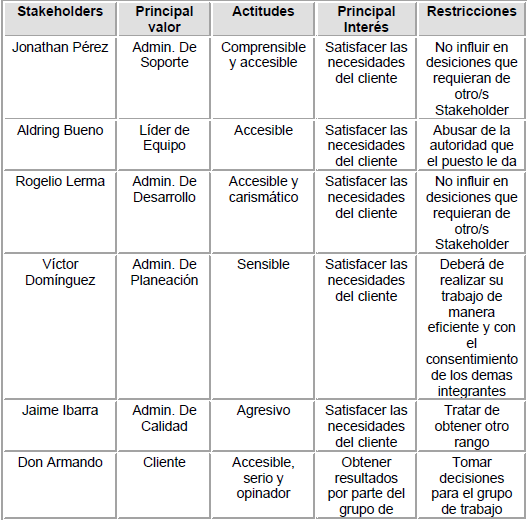 Stakeholders Principal valor Actitudes Principal Interés Restricciones
Jonathan Pérez Admin. De Soporte Comprensible y accesible Satisfacer las necesidades del cliente No influir en desiciones que requieran de otro/s Stakeholder
Aldring Bueno Líder de Equipo Accesible Satisfacer las necesidades del cliente Abusar de la autoridad que el puesto le da
Rogelio Lerma Admin. De Desarrollo Accesible y carismático Satisfacer las necesidades del cliente No influir en desiciones que requieran de otro/s Stakeholder
Víctor Domínguez Admin. De Planeación Sensible Satisfacer las necesidades del cliente Deberá de realizar su trabajo de manera eficiente y con el consentimiento de los demas integrantes
Jaime Ibarra Admin. De Calidad Agresivo Satisfacer las necesidades del cliente Tratar de obtener otro rango
Don Armando Cliente Accesible, serio y opinador Obtener resultados por parte del grupo de Tomar decisiones para el grupo de trabajo